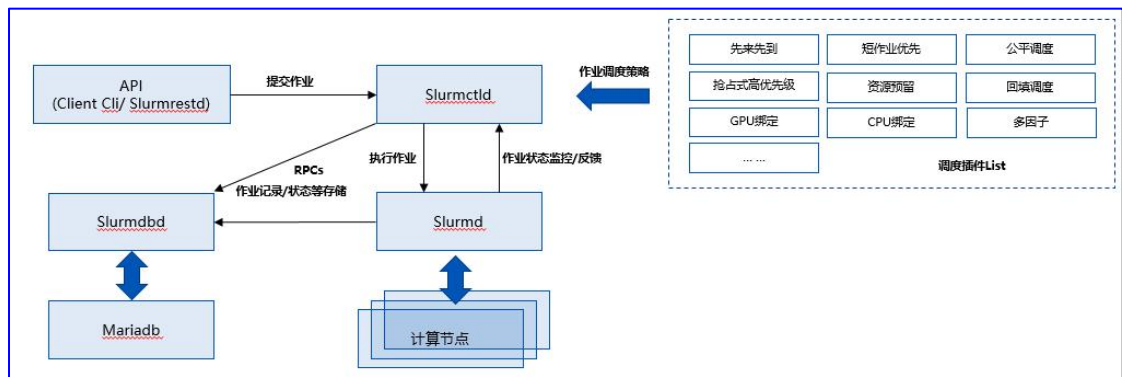 API
(Client Cli/ Slurmrestd)
提交作业
Slurmctld
作业调度策略
先来先到
短作业优先
公平调度
抢占式高优先级
资源预留
回填调度
GPU绑定
CPU绑定
多因子
... ...
调度插件List
RPCs
作业记录/状态等存储
执行作业
作业状态监控/反馈
Slurmdbd
Slurmd
Mariadb
计算节点